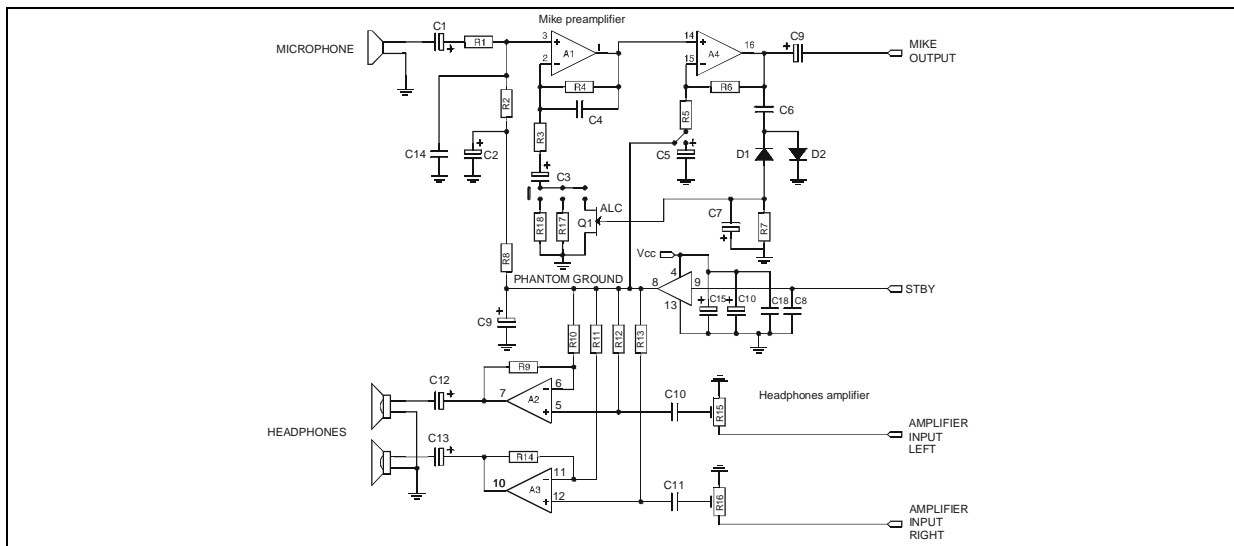 Mike preamplifier
MICROPHONE
C1
R1
3
A1
1
2
R4
C4
14
A4
16
15
R6
C9
MIKE
OUTPUT
C6
R2
R3
R5
C14
C2
C3
C5
D1
D2
ALC
Q1
R18
R17
C7
R7
R8
PHANTOM GROUND
Vcc
4
8
9
13
C15
C10
C18
C8
STBY
C9
R10
R11
R12
R13
R9
C12
7
A2
6
5
C10
R15
Headphones amplifier
AMPLIFIER
INPUT
LEFT
HEADPHONES
C13
R14
10
A3
11
12
C11
R16
AMPLIFIER
INPUT
RIGHT